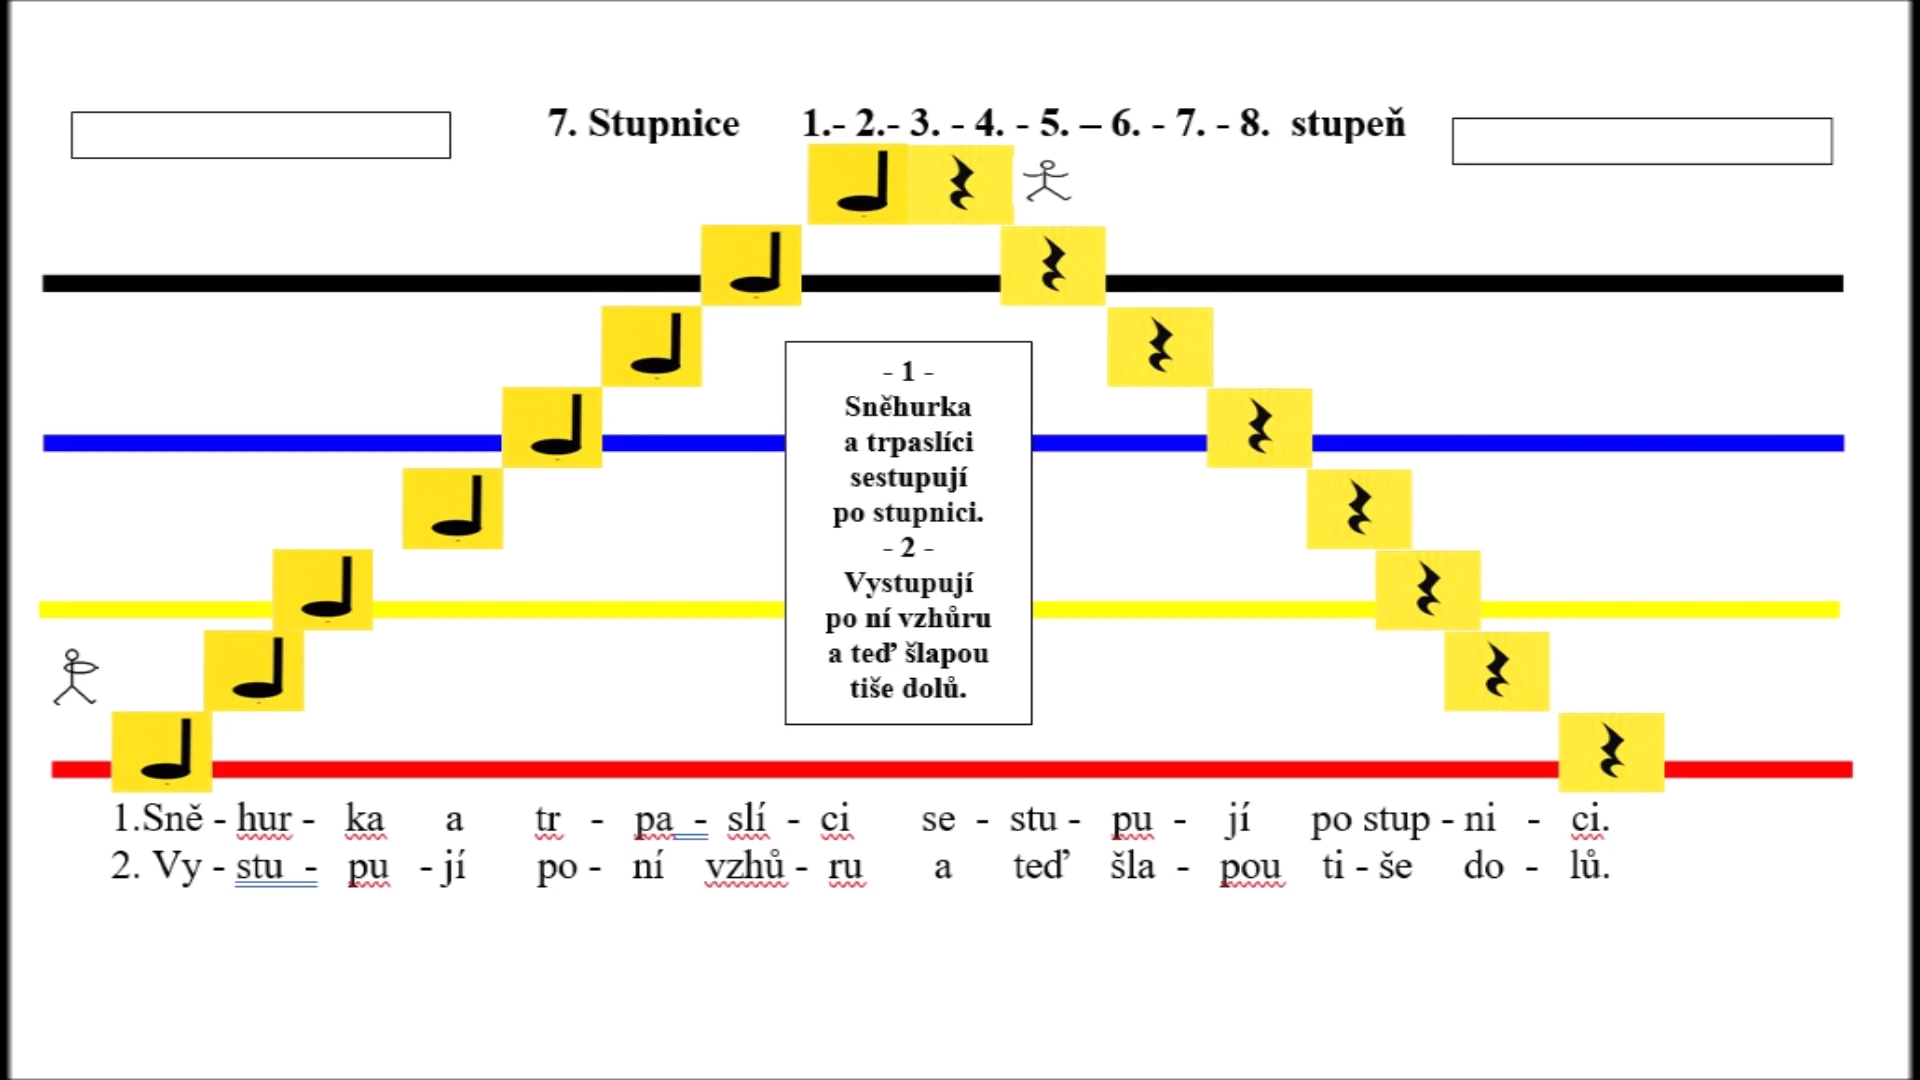 7. Stupnice 1.- 2.- 3. - 4. - 5. – 6. - 7. - 8. stupeň
- 1 -
Sněhurka
a trpaslíci
sestupují
po stupnici.
- 2 -
Vystupují
po ní vzhůru
a teď šlapou
tiše dolů.
1.Sně - hur - ka a tr - pa - slí - ci se - stu - pu - jí po stup - ni - ci.
2. Vy - stu - pu - jí po - ní vzhů - ru a teď šla - pou ti - še do - lů.